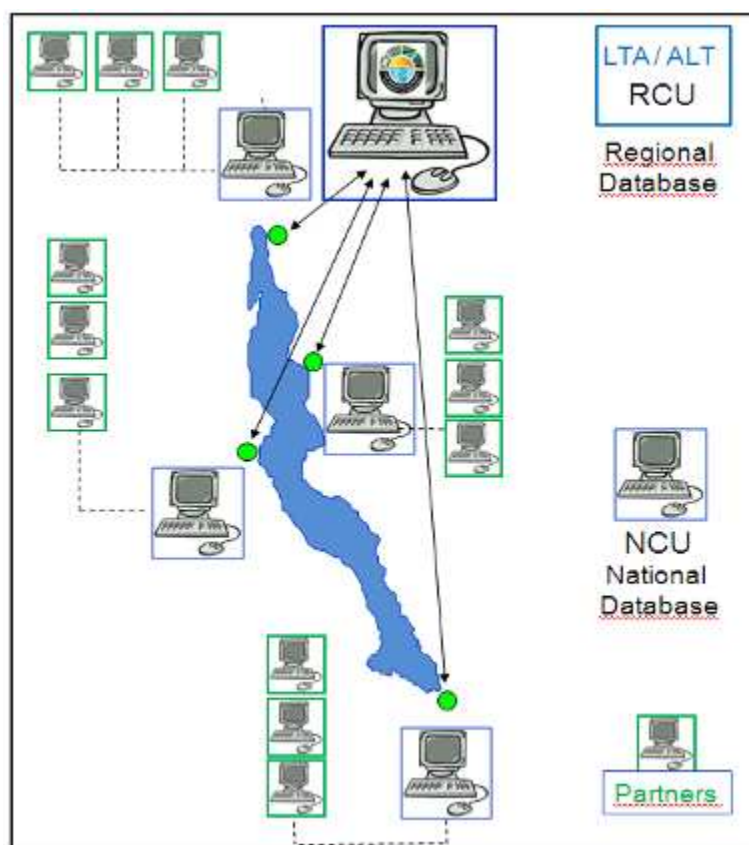 LTA / ALT
RCU
Regional
Database
NCU
National
Database
Partners